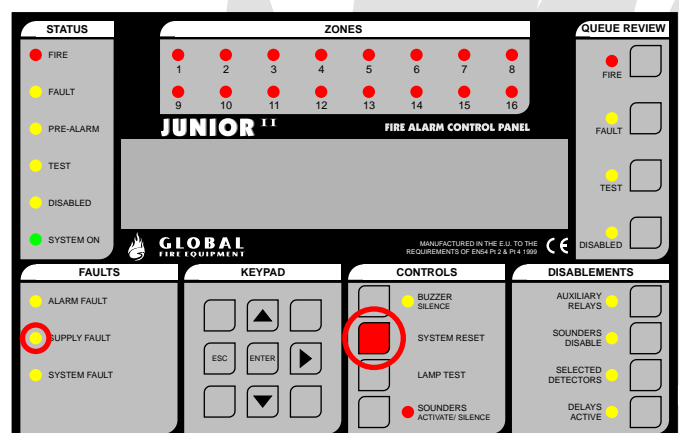 STATUS
FIRE
FAULT
PRE-ALARM
TEST
DISABLED
SYSTEM ON
ZONES
1 2 3 4 5 6 7 8
9 10 11 12 13 14 15 16
JUNIOR II
FIRE ALARM CONTROL PANEL
GLOBAL
FIRE EQUIPMENT
MANUFACTURED IN THE E.U. TO THE
REQUIREMENTS OF EN54 Pt 2 & Pt 4 1999
CE
QUEUE REVIEW
FIRE
FAULT
TEST
DISABLED
FAULTS
ALARM FAULT
SUPPLY FAULT
SYSTEM FAULT
KEYPAD
ESC ENTER
CONTROLS
BUZZER
SILENCE
SYSTEM RESET
LAMP TEST
SOUNDERS
ACTIVATE/ SILENCE
DISABLEMENTS
AUXILIARY
RELAYS
SOUNDERS
DISABLE
SELECTED
DETECTORS
DELAYS
ACTIVE